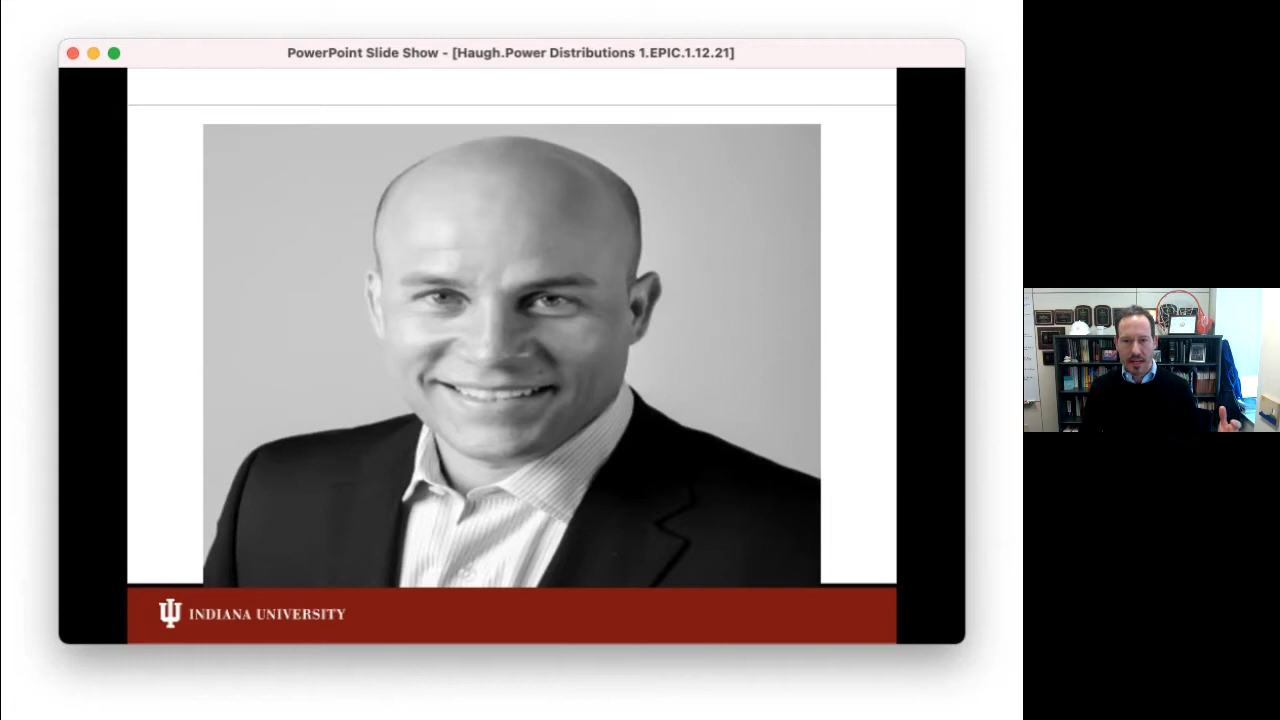 PowerPoint Slide Show - [Haugh.Power Distributions 1.EPIC.1.12.21]
INDIANA UNIVERSITY